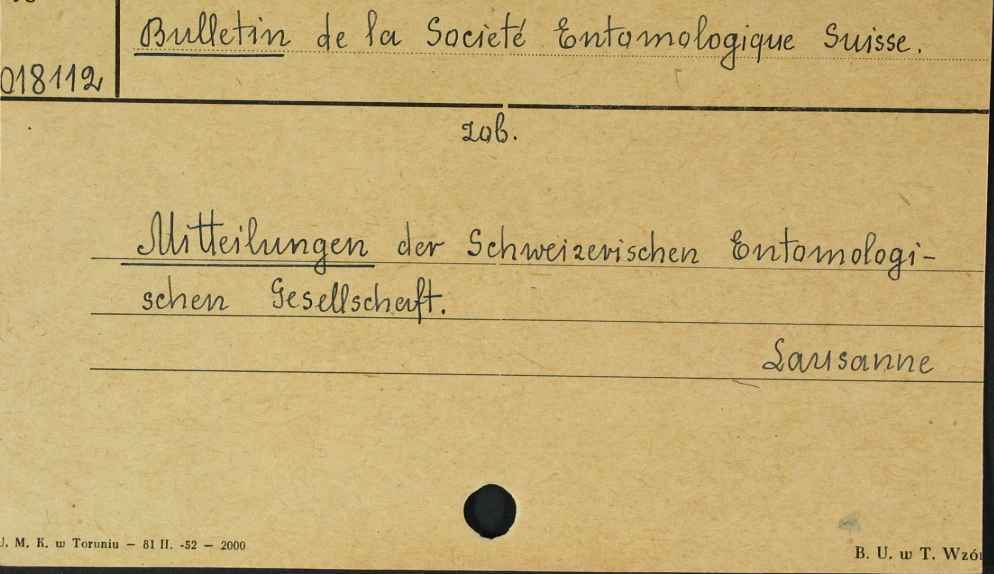 Bulletin de la Societé Entomologique Suisse.
018112
zob.
Mitteilungen der Schweizerischen Entomologi-
schen Gesellschaft.
Lausanne
J. M. K. w Toruniu — 81 II. -52 — 2000
B. U. w T. Wzór